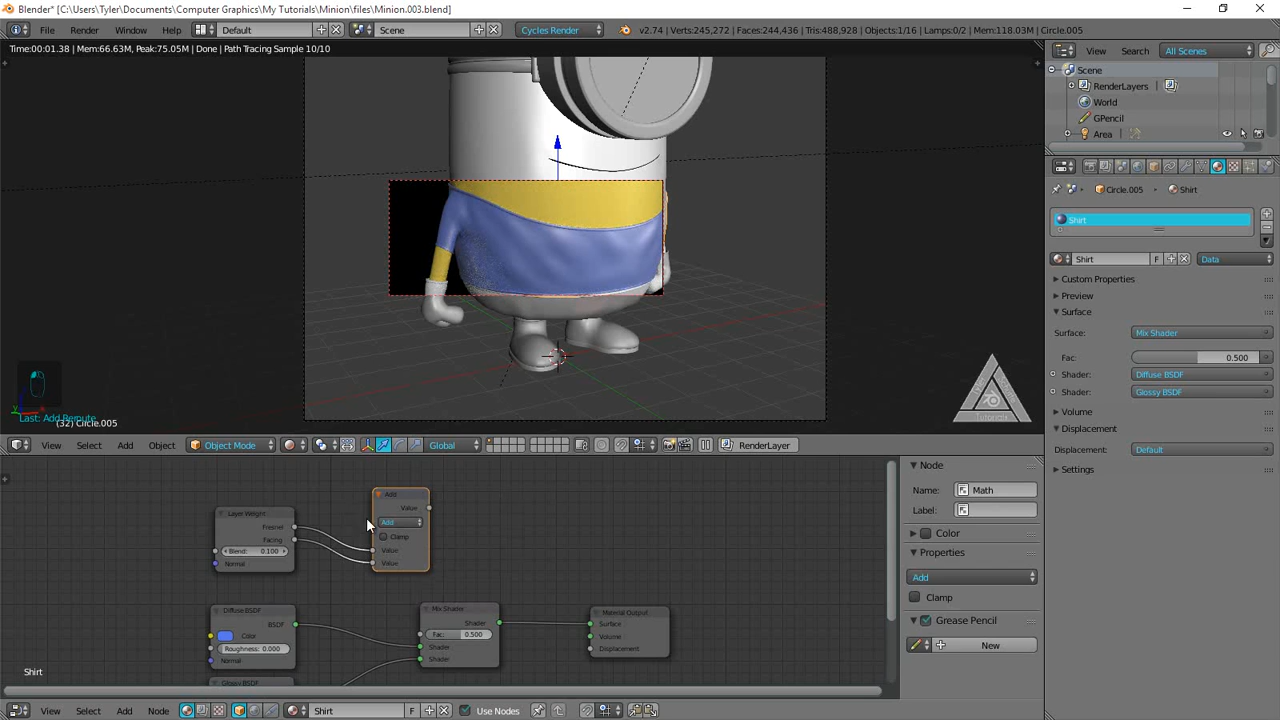 Blender* [C:\Users\Tyler\Documents\Computer Graphics\My Tutorials\Minion\files\Minion.003.blend]
File Render Window Help Default Scene Cycles Render v2.74 | Verts:245,272 | Faces:244,436 | Tris:488,928 | Objects:1/16 | Lamps:0/2 | Mem:118.03M | Circle.005
Time:00:01.38 | Mem:66.63M, Peak:75.05M | Done | Path Tracing Sample 10/10
View Search All Scenes
Scene
RenderLayers
World
GPencil
Area
Circle.005 Shirt
Shirt
Shirt F Data
Custom Properties
Preview
Surface
Surface: Mix Shader
Fac: 0.500
Shader: Diffuse BSDF
Shader: Glossy BSDF
Volume
Displacement
Displacement: Default
Settings
Last: Add Reroute
(32) Circle.005
Tutorials
View Select Add Object Object Mode Global RenderLayer
Layer Weight
Fresnel
Facing
Blend: 0.100
Normal
Add
Value
Add
Clamp
Value
Value
Diffuse BSDF
BSDF
Color
Roughness: 0.000
Normal
Glossy BSDF
Mix Shader
Shader
Fac: 0.500
Shader
Shader
Material Output
Surface
Volume
Displacement
Shirt
Node
Name: Math
Label:
Color
Properties
Add
Clamp
Grease Pencil
New
View Select Add Node Shirt F Use Nodes